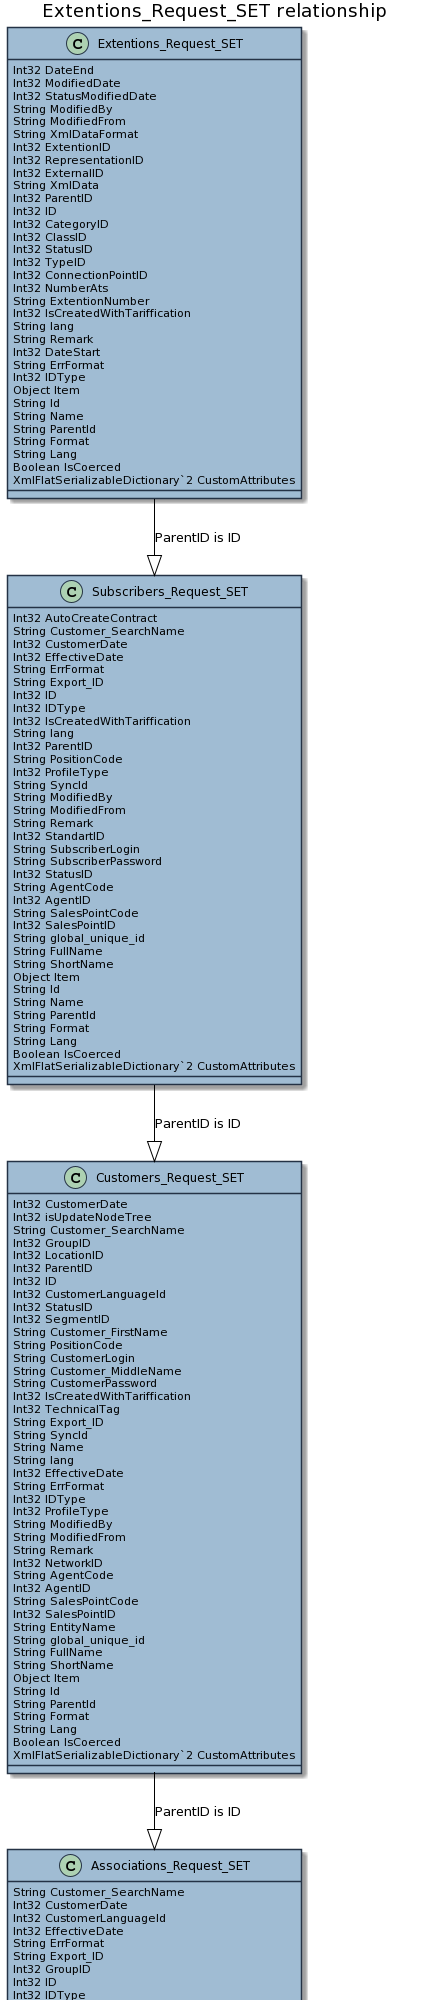 Extentions_Request_SET relationship
C Extentions_Request_SET
Int32 DateEnd
Int32 ModifiedDate
Int32 StatusModifiedDate
String ModifiedBy
String ModifiedFrom
String XmlDataFormat
Int32 ExtentionID
Int32 RepresentationID
Int32 ExternalID
String XmlData
Int32 ParentID
Int32 ID
Int32 CategoryID
Int32 ClassID
Int32 StatusID
Int32 TypeID
Int32 ConnectionPointID
Int32 NumberAts
String ExtentionNumber
Int32 IsCreatedWithTariffication
String lang
String Remark
Int32 DateStart
String ErrFormat
Int32 IDType
Object Item
String Id
String Name
String ParentId
String Format
String Lang
Boolean IsCoerced
XmlFlatSerializableDictionary`2 CustomAttributes
ParentID is ID
C Subscribers_Request_SET
Int32 AutoCreateContract
String Customer_SearchName
Int32 CustomerDate
Int32 EffectiveDate
String ErrFormat
String Export_ID
Int32 ID
Int32 IDType
Int32 IsCreatedWithTariffication
String lang
Int32 ParentID
String PositionCode
Int32 ProfileType
String SyncId
String ModifiedBy
String ModifiedFrom
String Remark
Int32 StandartID
String SubscriberLogin
String SubscriberPassword
Int32 StatusID
String AgentCode
Int32 AgentID
String SalesPointCode
Int32 SalesPointID
String global_unique_id
String FullName
String ShortName
Object Item
String Id
String Name
String ParentId
String Format
String Lang
Boolean IsCoerced
XmlFlatSerializableDictionary`2 CustomAttributes
ParentID is ID
C Customers_Request_SET
Int32 CustomerDate
Int32 isUpdateNodeTree
String Customer_SearchName
Int32 GroupID
Int32 LocationID
Int32 ParentID
Int32 ID
Int32 CustomerLanguageId
Int32 StatusID
Int32 SegmentID
String Customer_FirstName
String PositionCode
String CustomerLogin
String Customer_MiddleName
String CustomerPassword
Int32 IsCreatedWithTariffication
Int32 TechnicalTag
String Export_ID
String SyncId
String Name
String lang
Int32 EffectiveDate
String ErrFormat
Int32 IDType
Int32 ProfileType
String ModifiedBy
String ModifiedFrom
String Remark
Int32 NetworkID
String AgentCode
Int32 AgentID
String SalesPointCode
Int32 SalesPointID
String EntityName
String global_unique_id
String FullName
String ShortName
Object Item
String Id
String ParentId
String Format
String Lang
Boolean IsCoerced
XmlFlatSerializableDictionary`2 CustomAttributes
ParentID is ID
C Associations_Request_SET
String Customer_SearchName
Int32 CustomerDate
Int32 CustomerLanguageId
Int32 EffectiveDate
String ErrFormat
String Export_ID
Int32 GroupID
Int32 ID
Int32 IDType